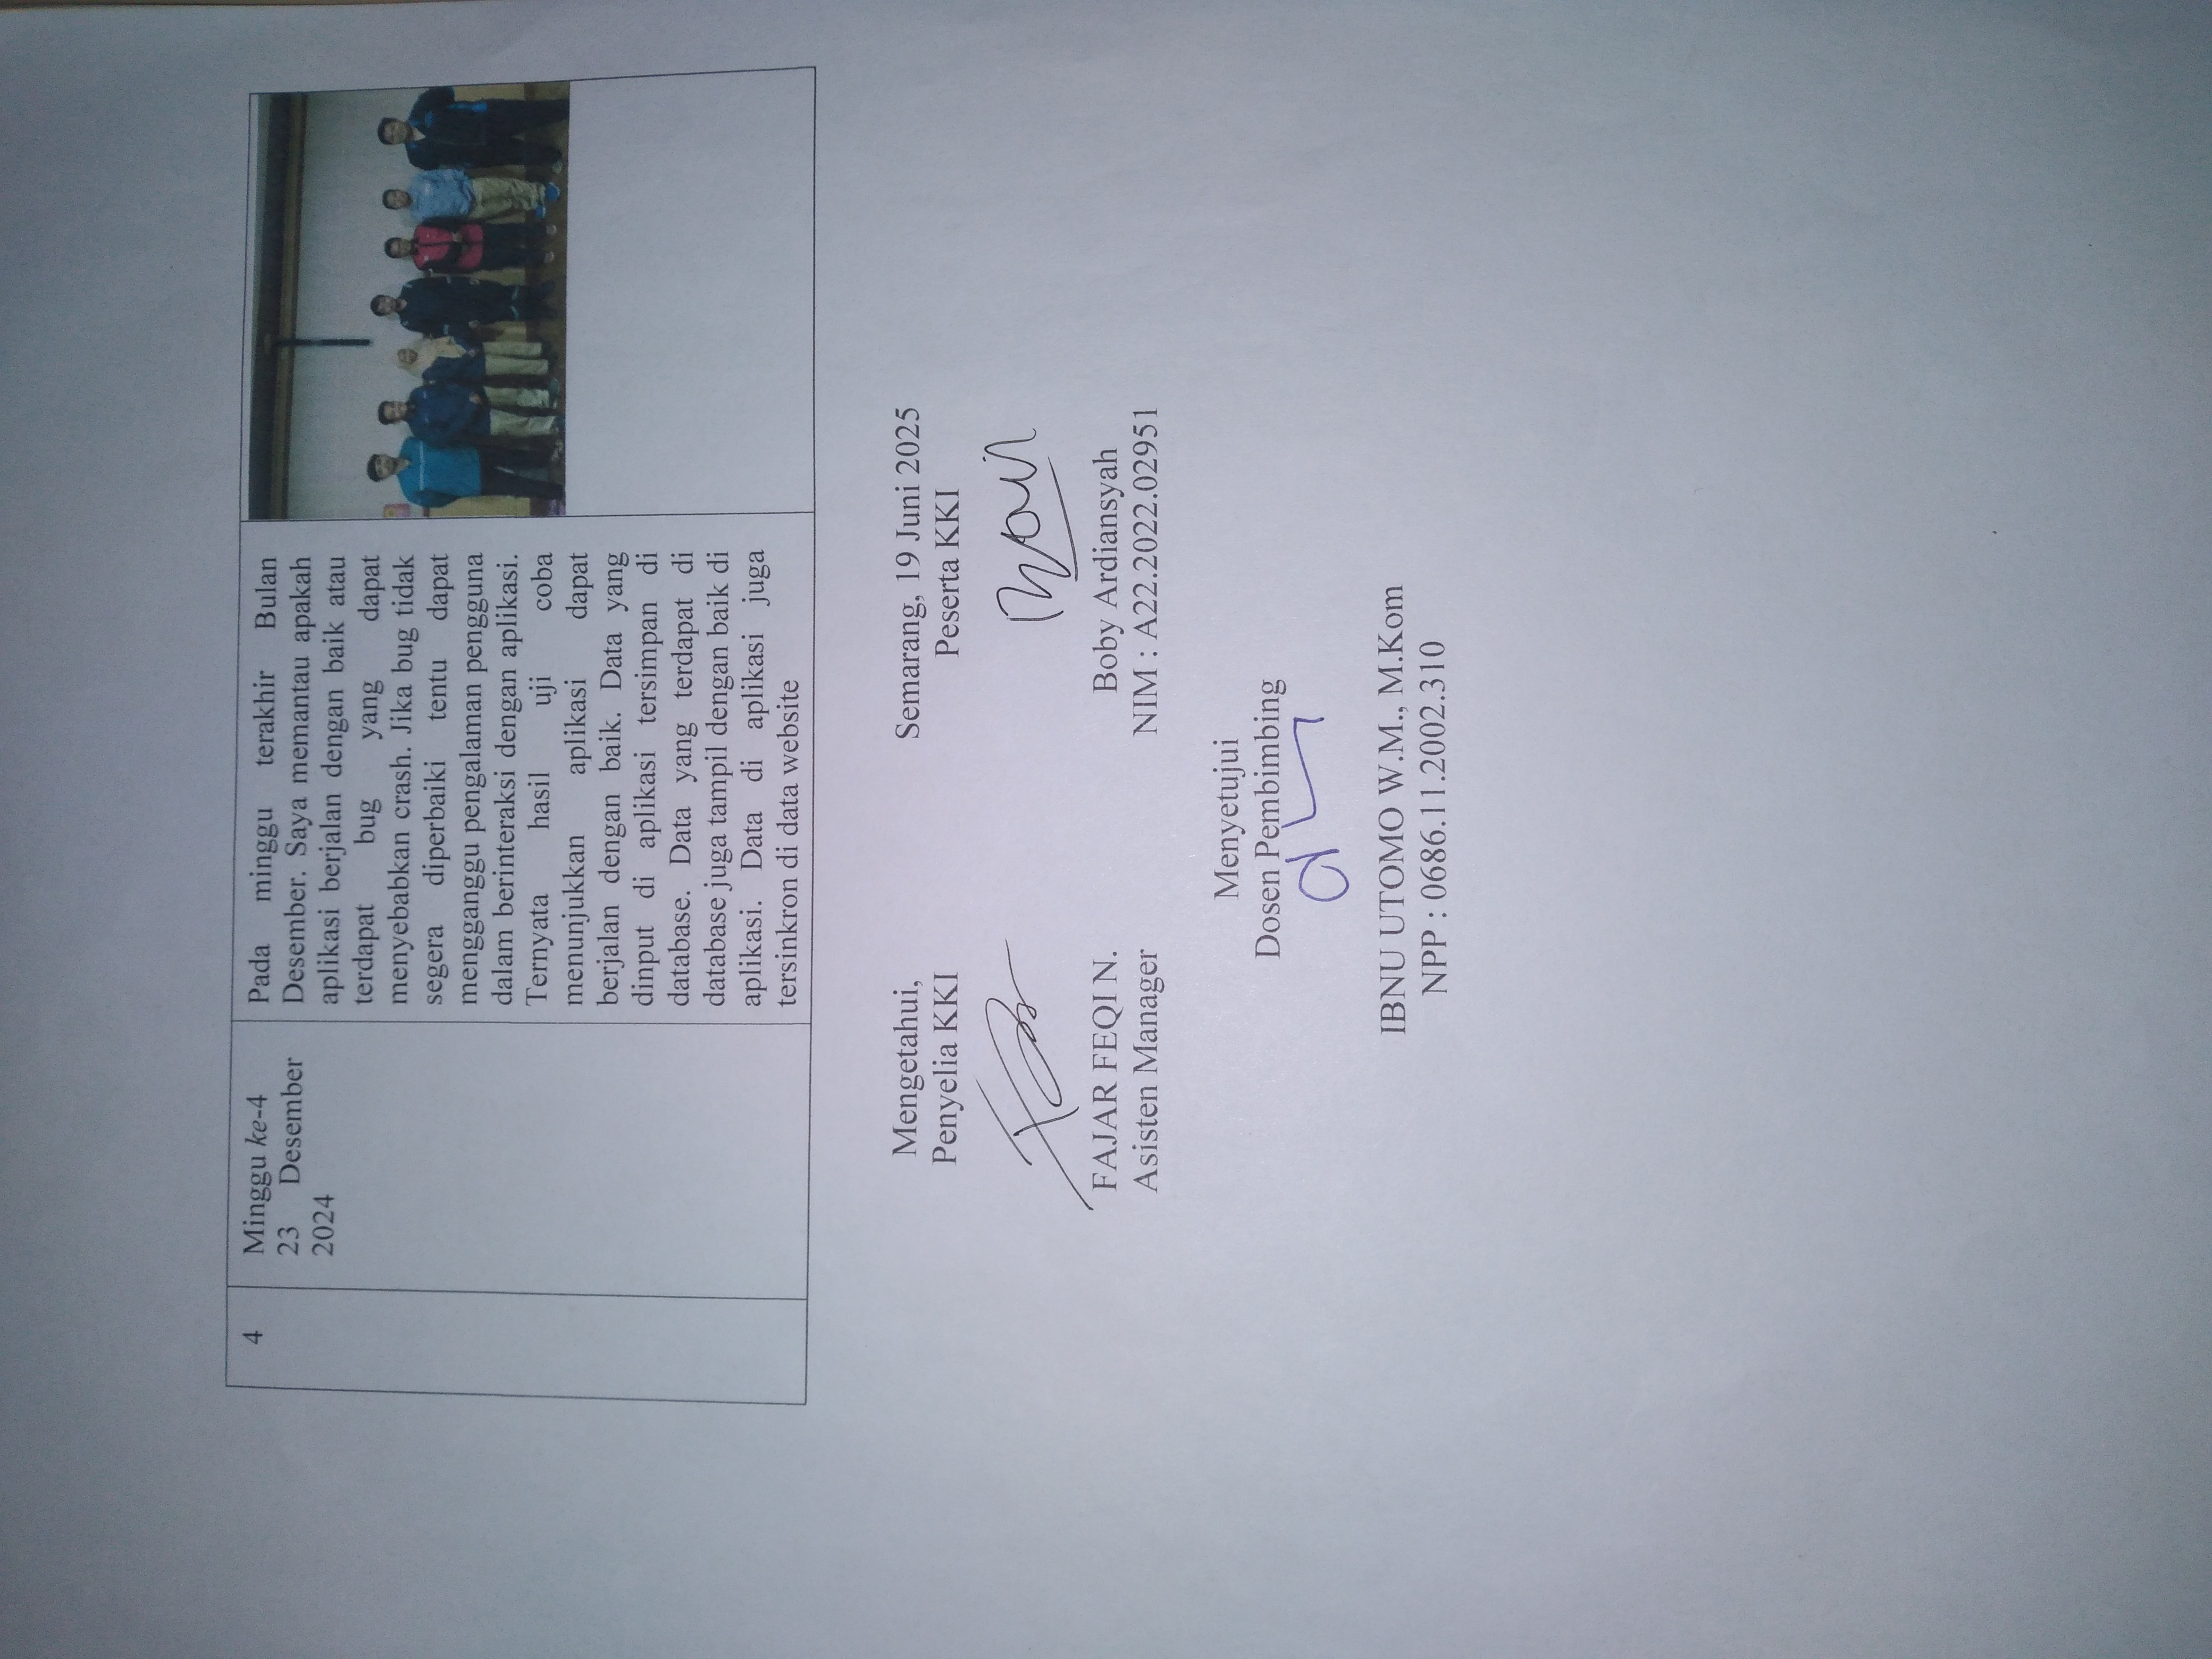 4
Minggu ke-4
23 Desember
2024
Pada minggu terakhir Bulan
Desember. Saya memantau apakah
aplikasi berjalan dengan baik atau
terdapat bug yang dapat
menyebabkan crash. Jika bug tidak
segera diperbaiki tentu dapat
mengganggu pengalaman pengguna
dalam berinteraksi dengan aplikasi.
Ternyata hasil uji coba
menunjukkan aplikasi dapat
berjalan dengan baik. Data yang
dinput di aplikasi tersimpan di
database. Data yang terdapat di
database juga tampil dengan baik di
aplikasi. Data di aplikasi juga
tersinkron di data website
Mengetahui,
Penyelia KKI
FAJAR FEQI N.
Asisten Manager
Semarang, 19 Juni 2025
Peserta KKI
Boby Ardiansyah
NIM : A22.2022.02951
Menyetujui
Dosen Pembimbing
IBNU UTOMO W.M., M.Kom
NPP : 0686.11.2002.310